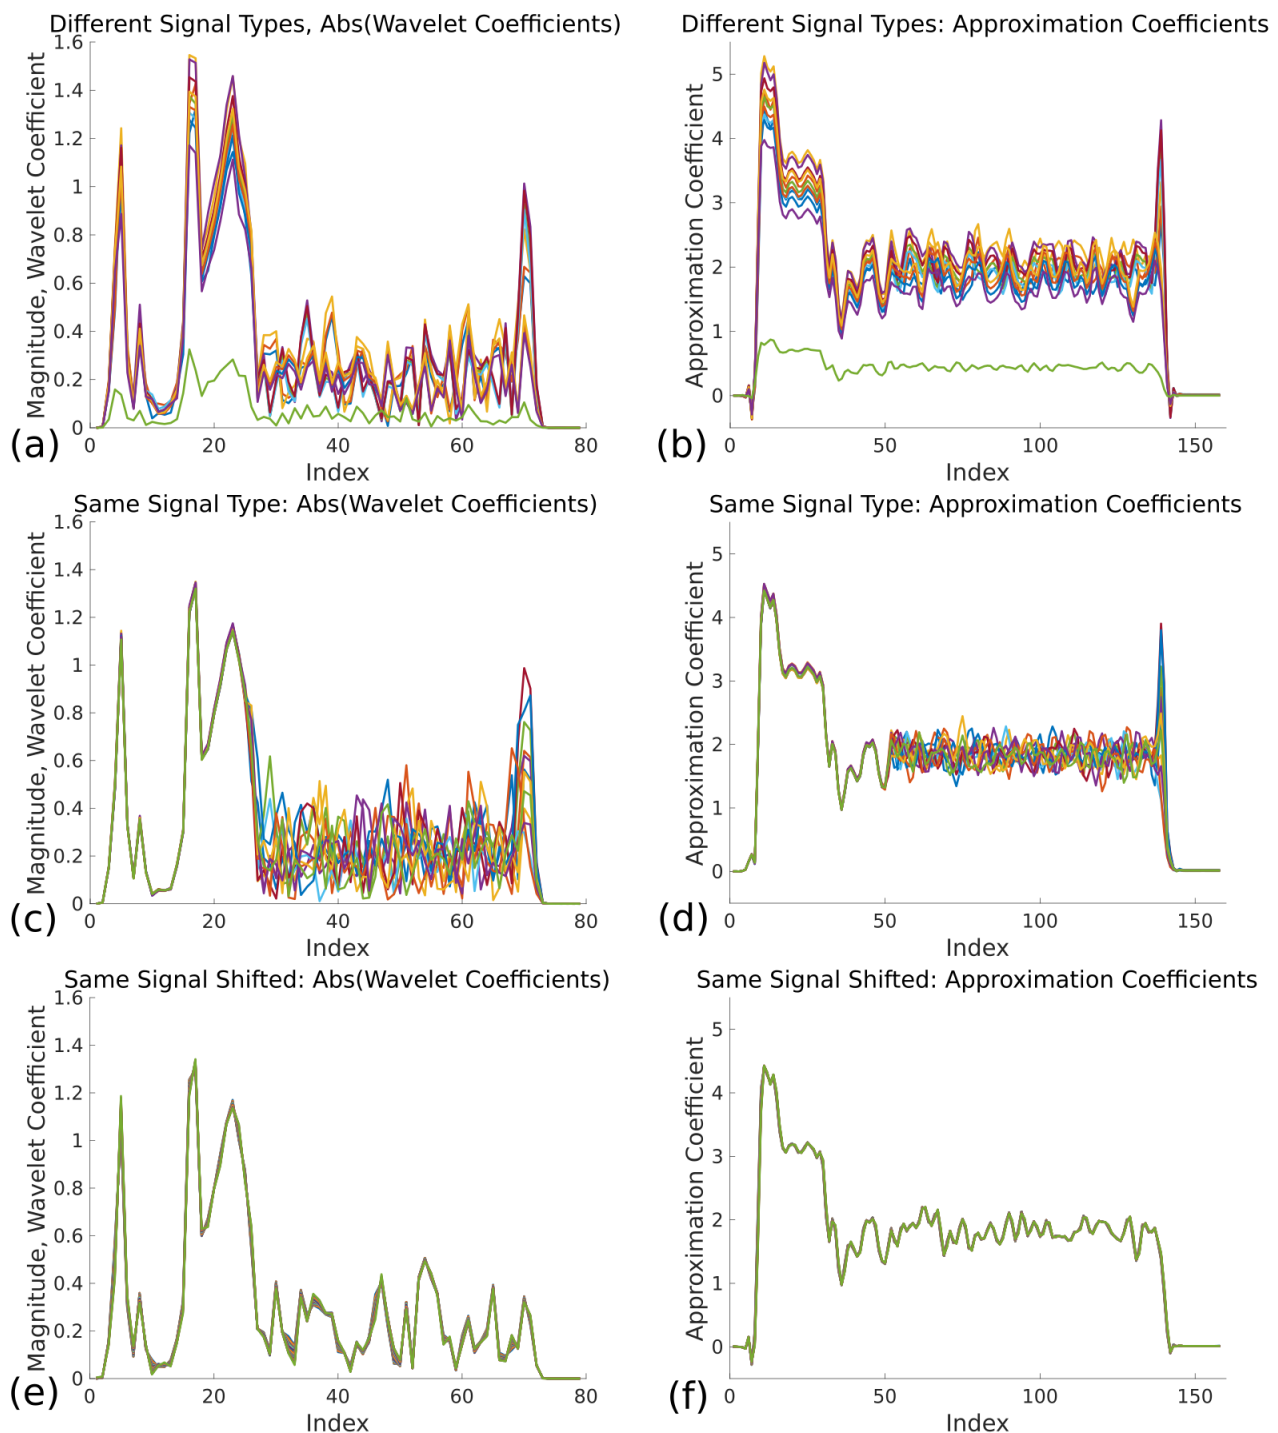 Different Signal Types, Abs(Wavelet Coefficients)
Magnitude, Wavelet Coefficient
1.6
1.4
1.2
1
0.8
0.6
0.4
0.2
0
0 20 40 60 80
Index
(a)
Different Signal Types: Approximation Coefficients
Approximation Coefficient
5
4
3
2
1
0
0 50 100 150
Index
(b)
Same Signal Type: Abs(Wavelet Coefficients)
Magnitude, Wavelet Coefficient
1.6
1.4
1.2
1
0.8
0.6
0.4
0.2
0
0 20 40 60 80
Index
(c)
Same Signal Type: Approximation Coefficients
Approximation Coefficient
5
4
3
2
1
0
0 50 100 150
Index
(d)
Same Signal Shifted: Abs(Wavelet Coefficients)
Magnitude, Wavelet Coefficient
1.6
1.4
1.2
1
0.8
0.6
0.4
0.2
0
0 20 40 60 80
Index
(e)
Same Signal Shifted: Approximation Coefficients
Approximation Coefficient
5
4
3
2
1
0
0 50 100 150
Index
(f)